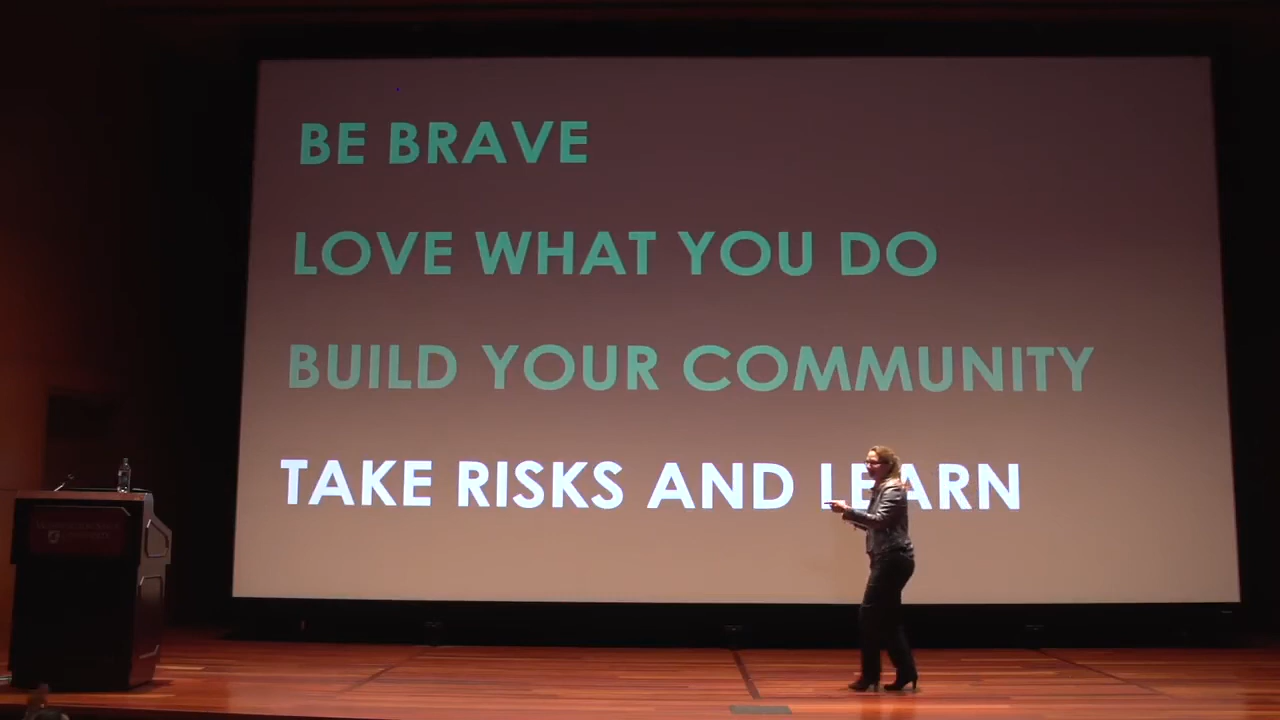 BE BRAVE
LOVE WHAT YOU DO
BUILD YOUR COMMUNITY
TAKE RISKS AND LEARN